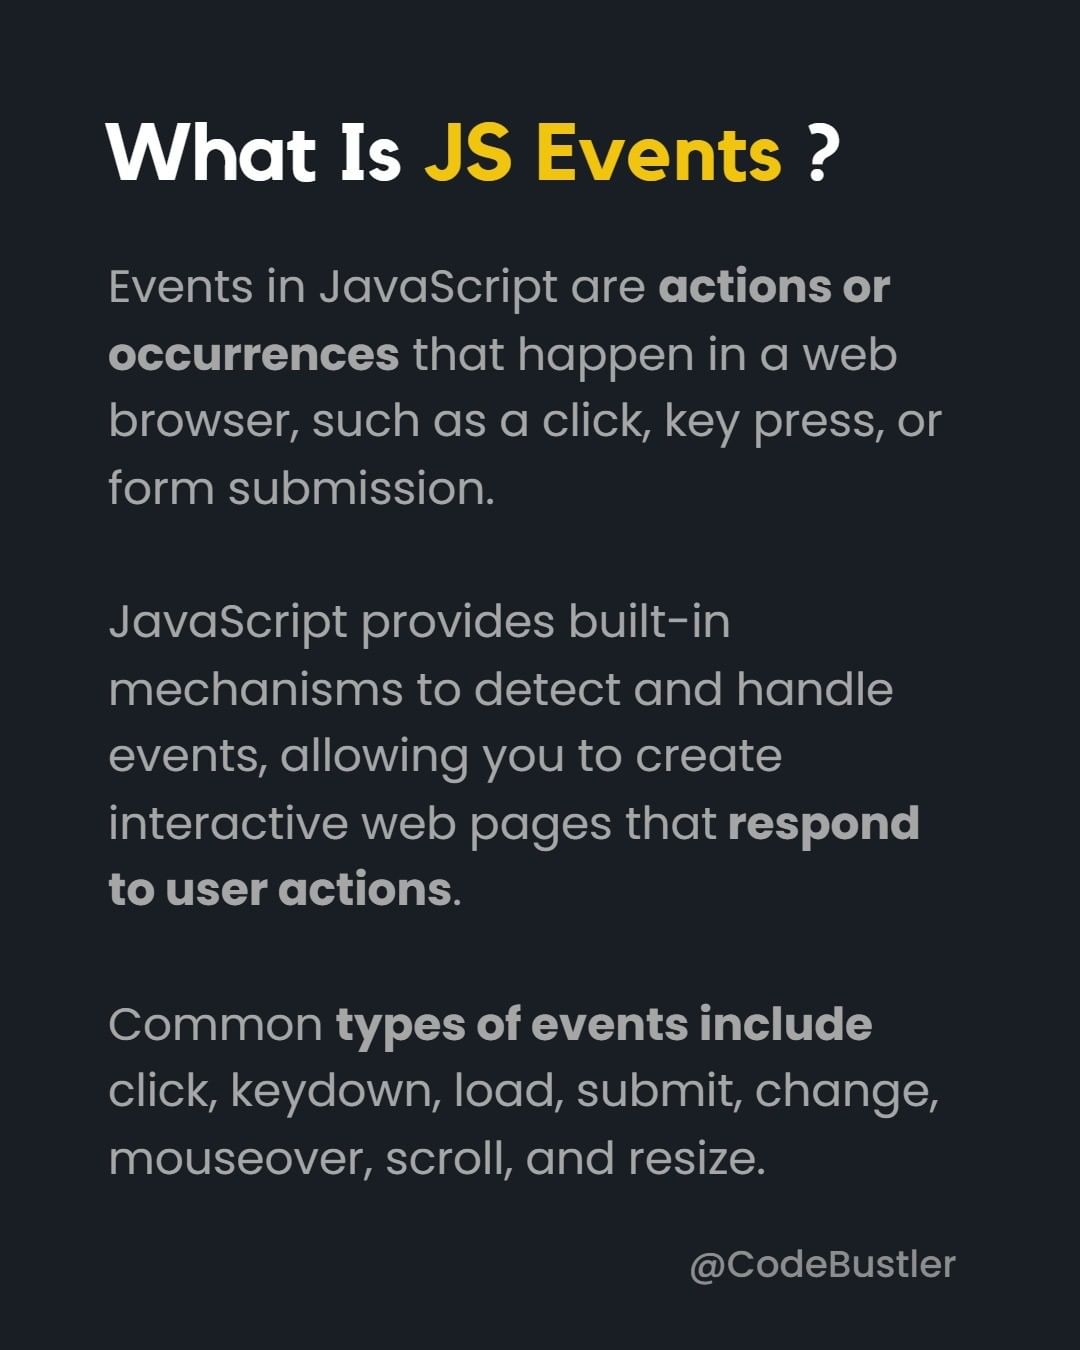 What Is JS Events ?
Events in JavaScript are actions or
occurrences that happen in a web
browser, such as a click, key press, or
form submission.
JavaScript provides built-in
mechanisms to detect and handle
events, allowing you to create
interactive web pages that respond
to user actions.
Common types of events include
click, keydown, load, submit, change,
mouseover, scroll, and resize.
@CodeBustler